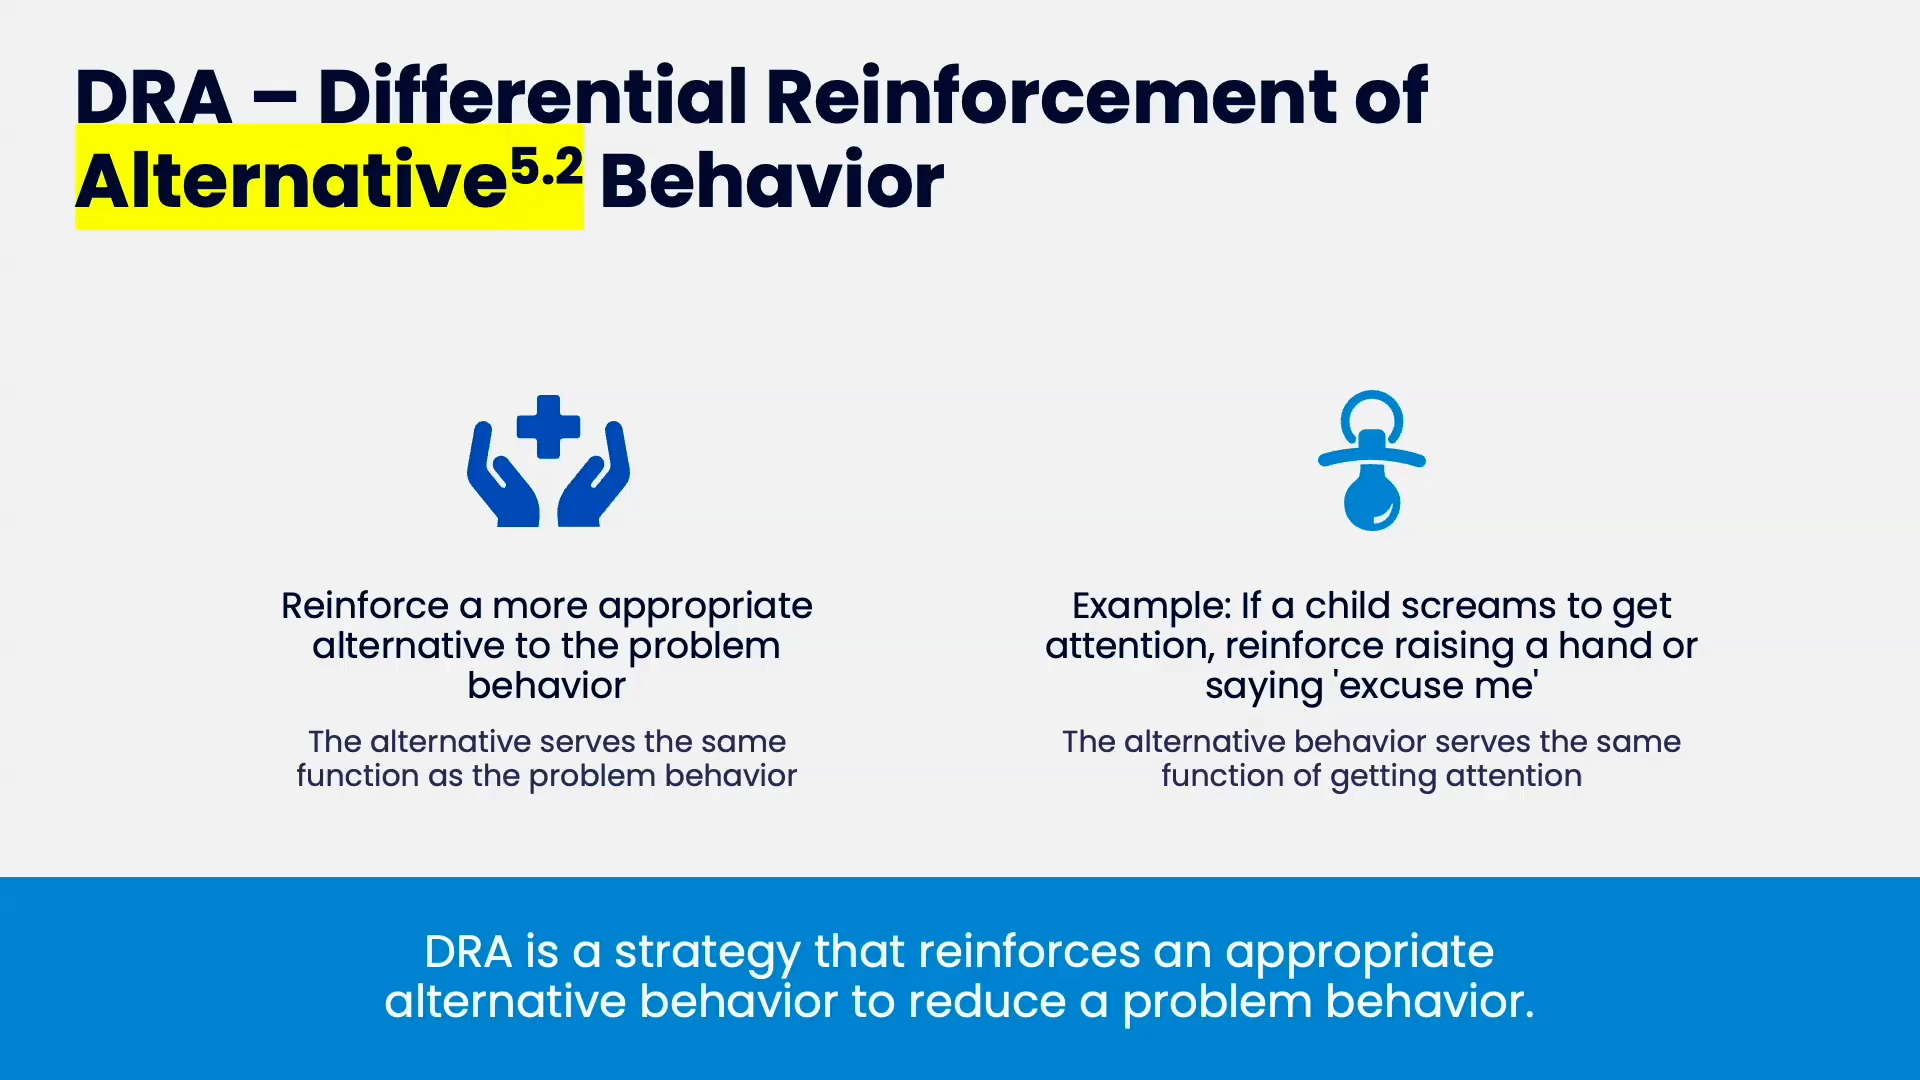 DRA – Differential Reinforcement of
Alternative5.2 Behavior
Reinforce a more appropriate
alternative to the problem
behavior
The alternative serves the same
function as the problem behavior
Example: If a child screams to get
attention, reinforce raising a hand or
saying 'excuse me'
The alternative behavior serves the same
function of getting attention
DRA is a strategy that reinforces an appropriate
alternative behavior to reduce a problem behavior.